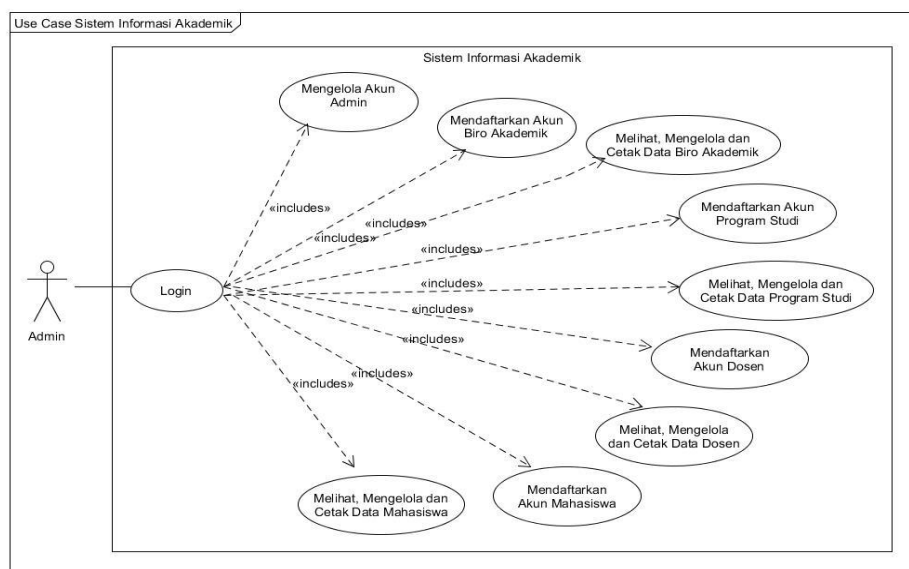 Use Case Sistem Informasi Akademik
Sistem Informasi Akademik
Mengelola Akun
Admin
Mendaftarkan Akun
Biro Akademik
Melihat, Mengelola dan
Cetak Data Biro Akademik
«includes»
«includes»
«includes»
Mendaftarkan Akun
Program Studi
Admin
Login
«includes»
Melihat, Mengelola dan
Cetak Data Program Studi
«includes»
«includes»
Mendaftarkan
Akun Dosen
«includes»
«includes»
«includes»
Melihat, Mengelola
dan Cetak Data Dosen
Melihat, Mengelola dan
Cetak Data Mahasiswa
Mendaftarkan
Akun Mahasiswa